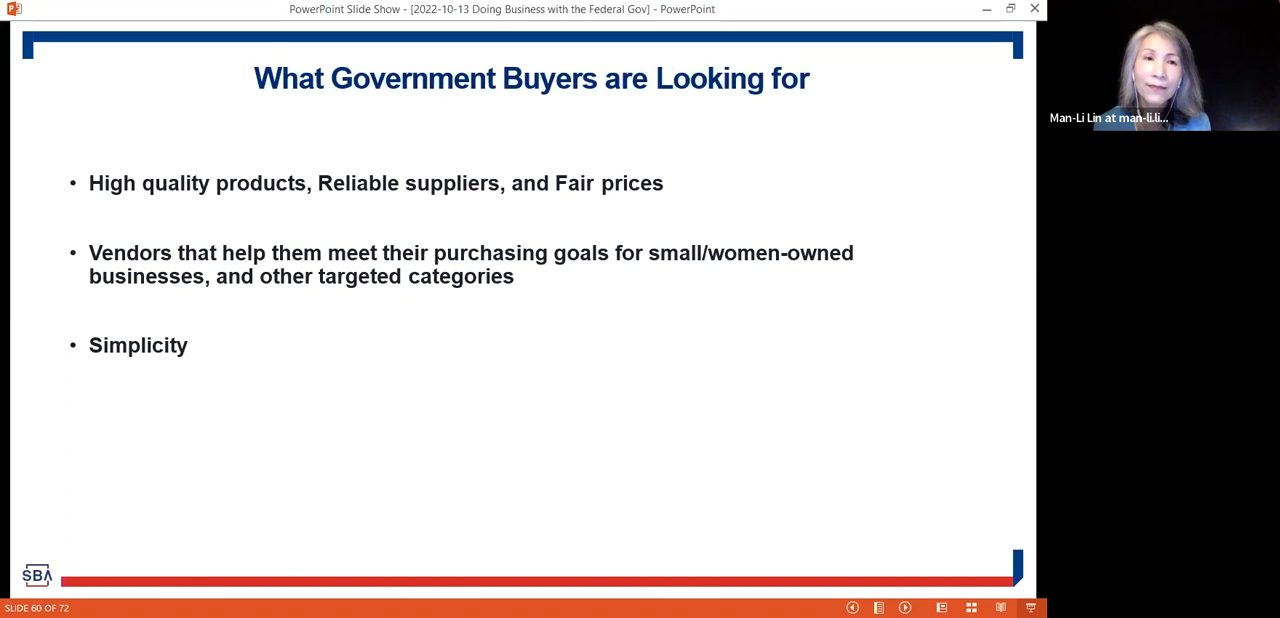 PowerPoint Slide Show - [2022-10-13 Doing Business with the Federal Gov] - PowerPoint
What Government Buyers are Looking for
• High quality products, Reliable suppliers, and Fair prices
• Vendors that help them meet their purchasing goals for small/women-owned
businesses, and other targeted categories
• Simplicity
SBA
SLIDE 60 OF 72
Man-Li Lin at man-li.li...